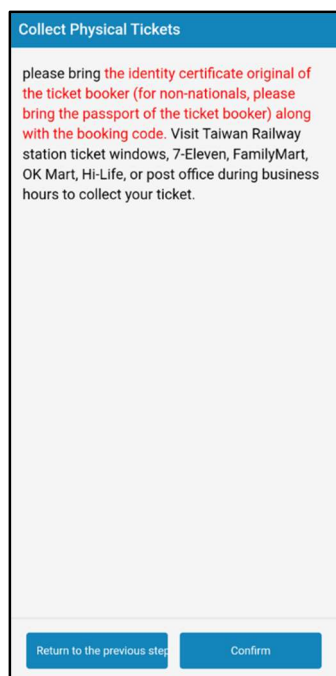 Collect Physical Tickets
please bring the identity certificate original of
the ticket booker (for non-nationals, please
bring the passport of the ticket booker) along
with the booking code. Visit Taiwan Railway
station ticket windows, 7-Eleven, FamilyMart,
OK Mart, Hi-Life, or post office during business
hours to collect your ticket.
Return to the previous step
Confirm